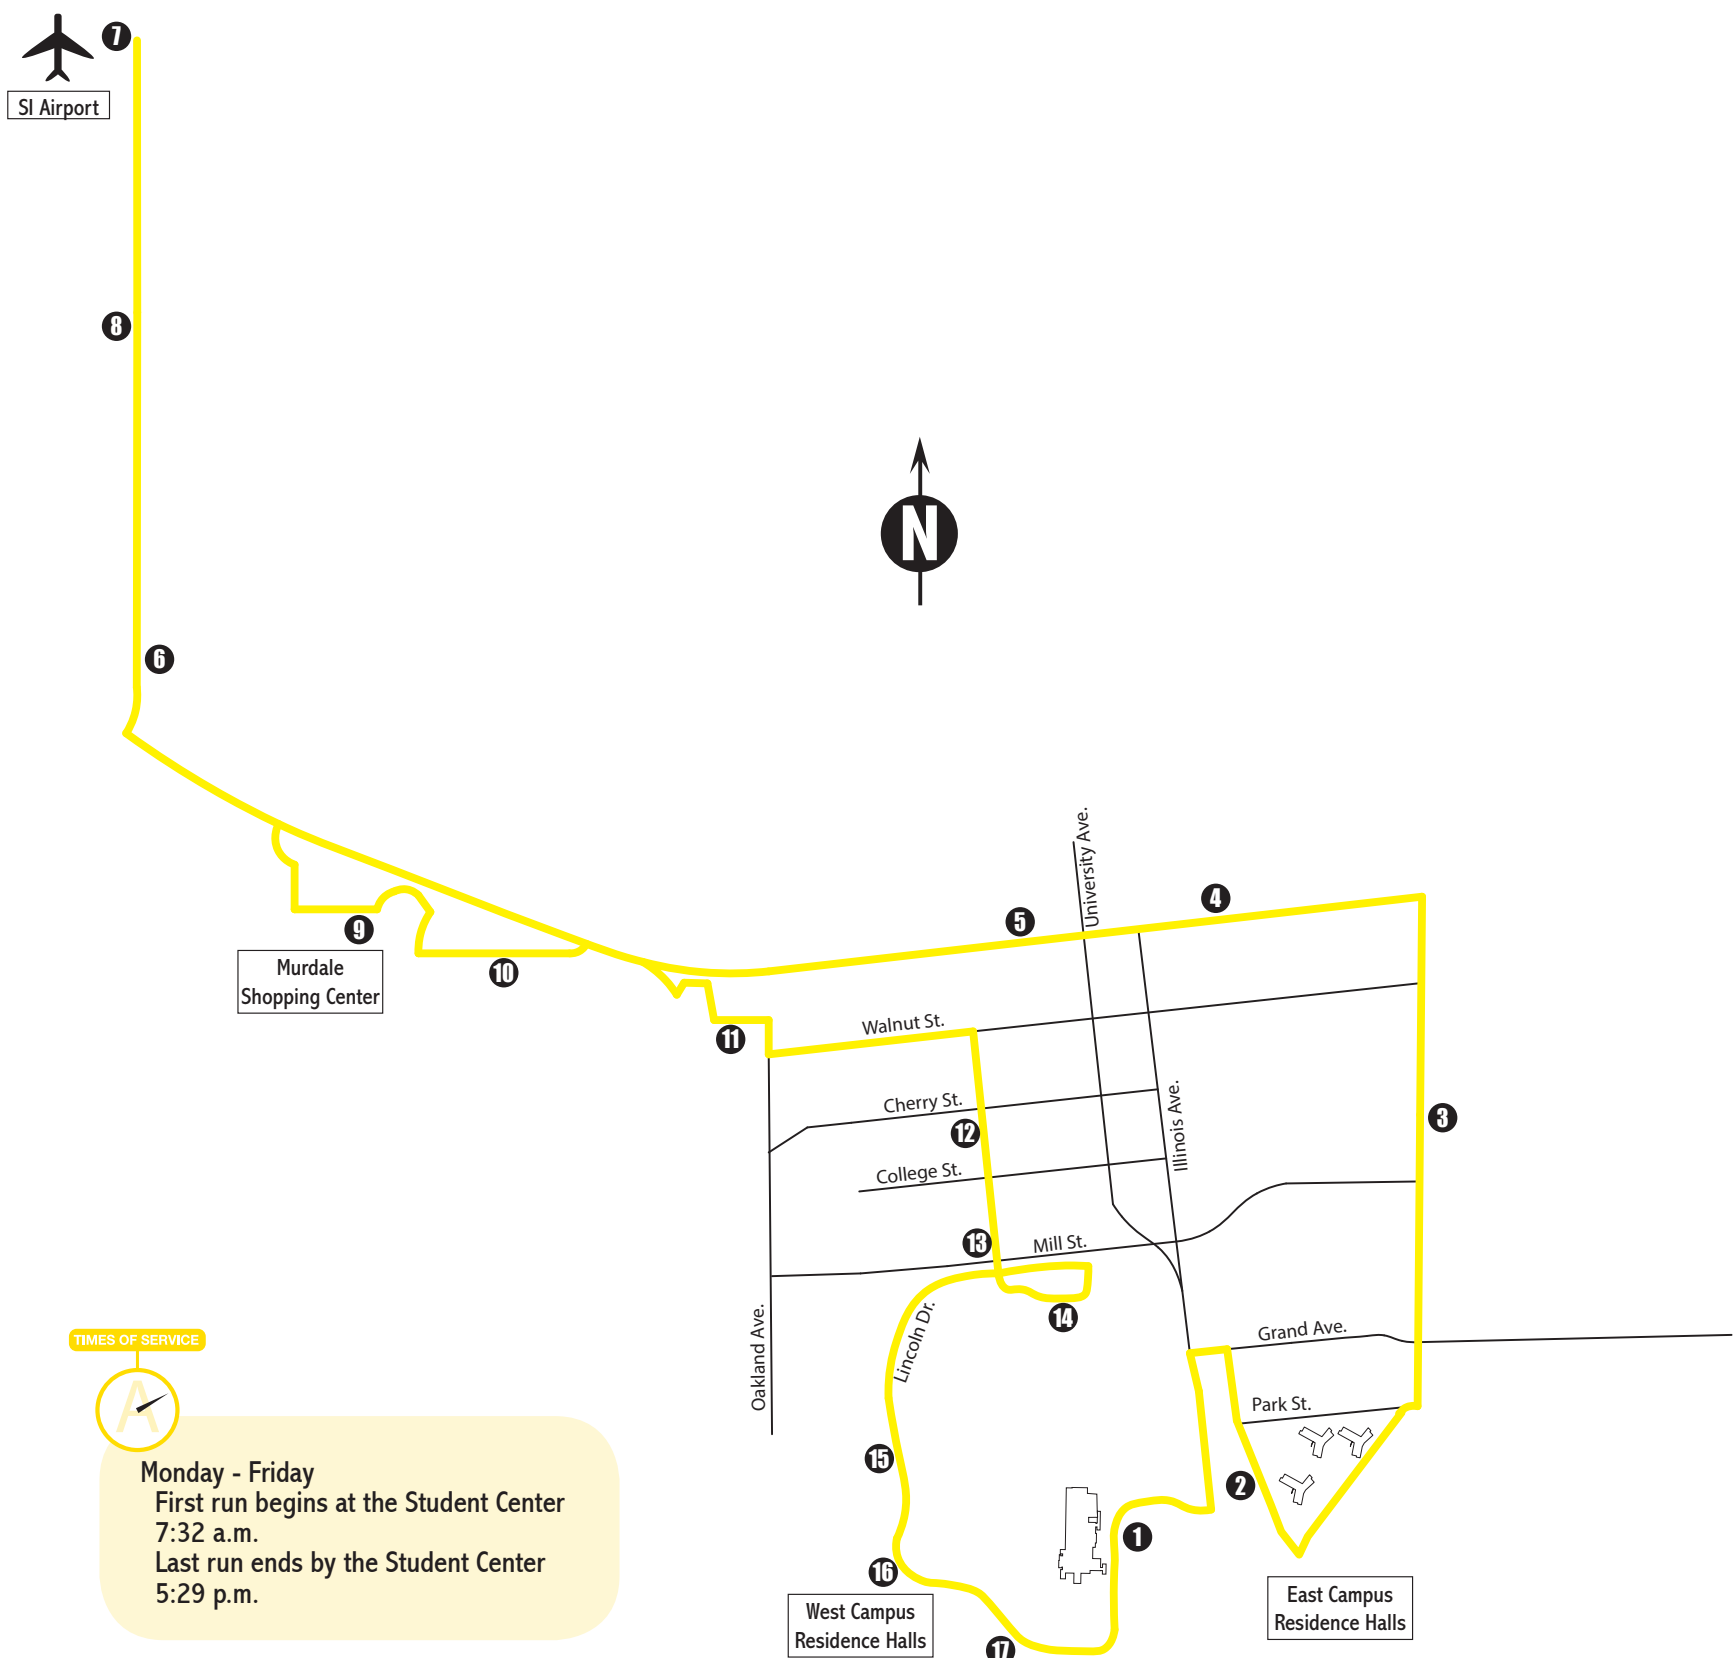 7
SI Airport
8
N
6
University Ave.
4
5
9
Murdale
Shopping Center
10
11
Walnut St.
Cherry St.
12
Illinois Ave.
3
College St.
13
Mill St.
14
Lincoln Dr.
Oakland Ave.
Grand Ave.
Park St.
TIMES OF SERVICE
A
Monday - Friday
First run begins at the Student Center
7:32 a.m.
Last run ends by the Student Center
5:29 p.m.
15
2
1
16
West Campus
Residence Halls
East Campus
Residence Halls
17